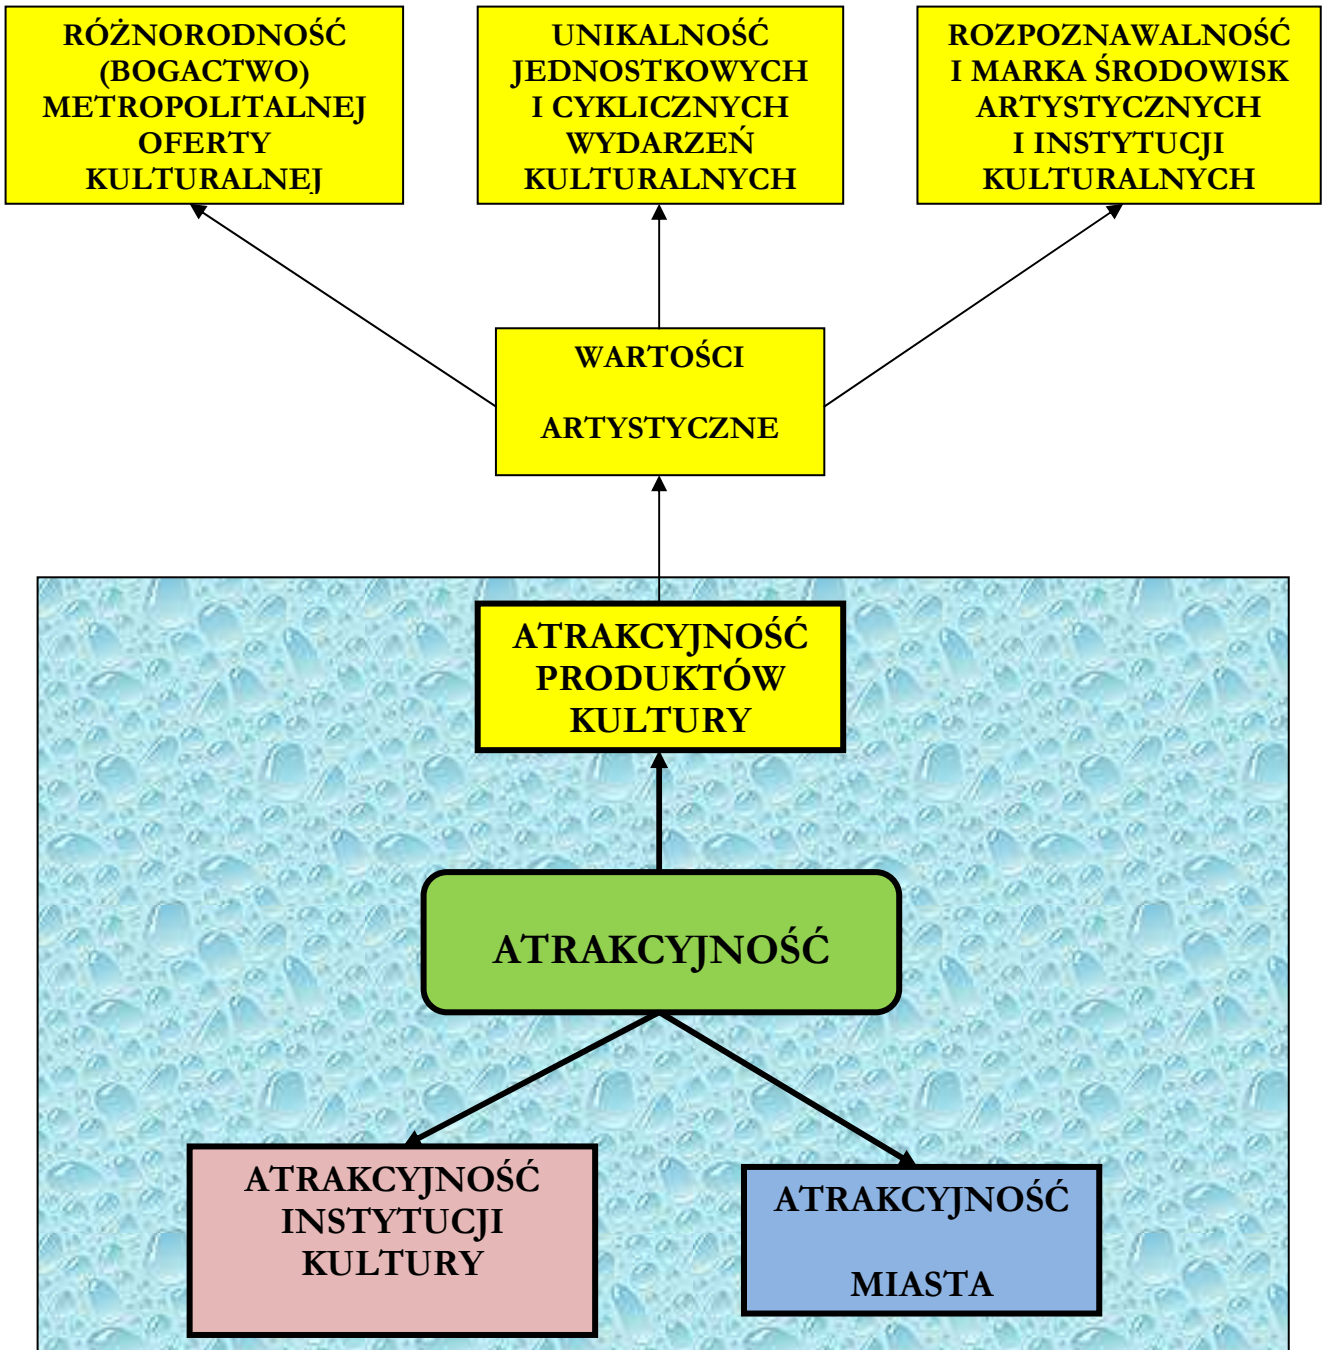 RÓŻNORODNOŚĆ
(BOGACTWO)
METROPOLITALNEJ
OFERTY
KULTURALNEJ
UNIKALNOŚĆ
JEDNOSTKOWYCH
I CYKLICZNYCH
WYDARZEŃ
KULTURALNYCH
ROZPOZNAWALNOŚĆ
I MARKA ŚRODOWISK
ARTYSTYCZNYCH
I INSTYTUCJI
KULTURALNYCH
WARTOŚCI
ARTYSTYCZNE
ATRAKCYJNOŚĆ
PRODUKTÓW
KULTURY
ATRAKCYJNOŚĆ
ATRAKCYJNOŚĆ
INSTYTUCJI
KULTURY
ATRAKCYJNOŚĆ
MIASTA